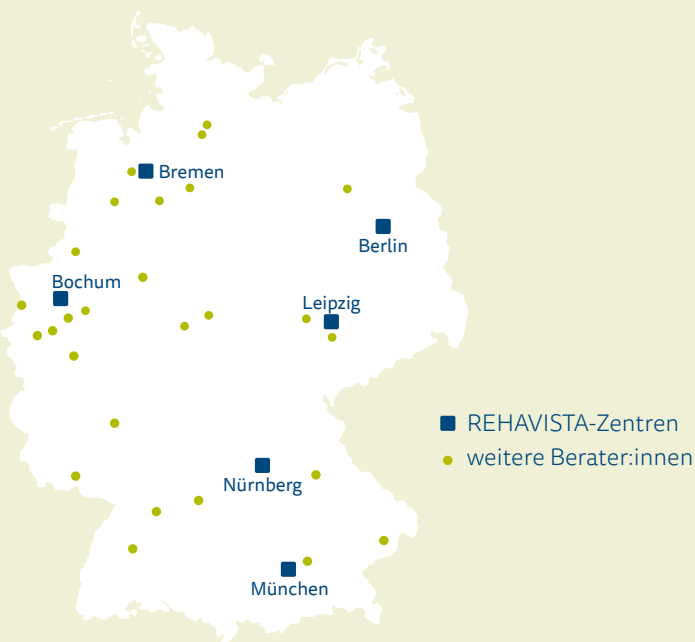 Bremen
Berlin
Bochum
Leipzig
REHAVISTA-Zentren
weitere Berater:innen
Nürnberg
München